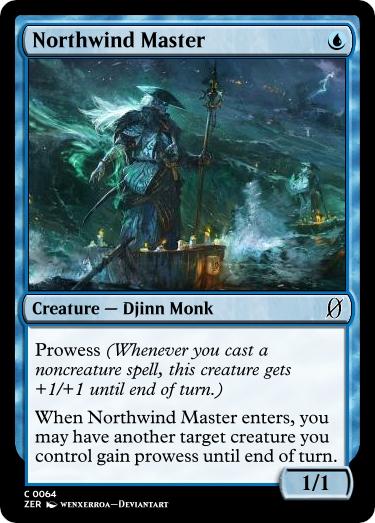 Northwind Master
Creature — Djinn Monk
Prowess (Whenever you cast a
noncreature spell, this creature gets
+1/+1 until end of turn.)
When Northwind Master enters, you
may have another target creature you
control gain prowess until end of turn.
1/1
C 0064
ZER WENXERROA—DEVIANTART